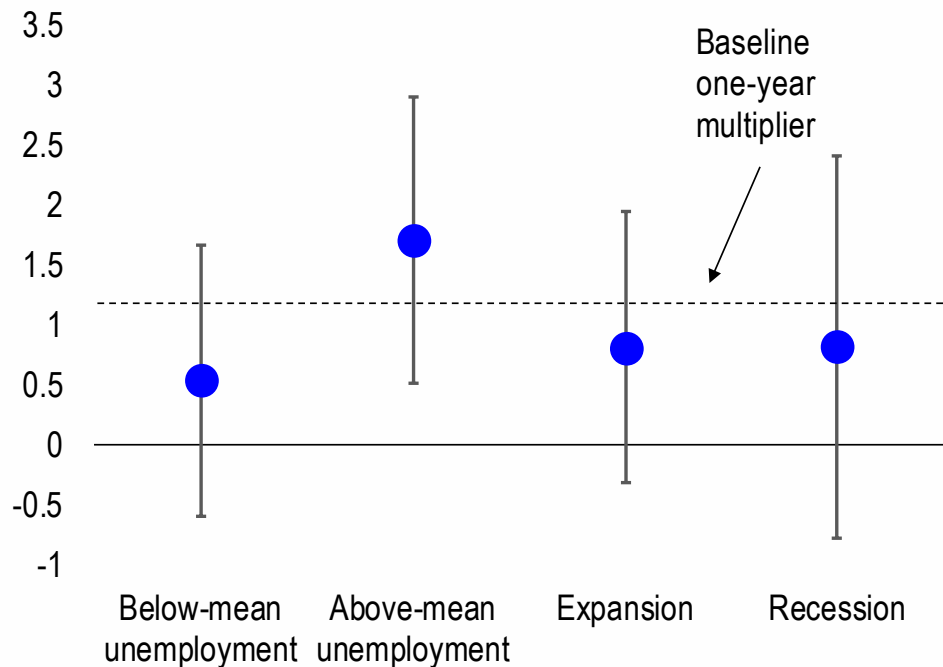 3.5
3
2.5
2
1.5
1
0.5
0
-0.5
-1
Baseline
one-year
multiplier
Below-mean
unemployment
Above-mean
unemployment
Expansion
Recession